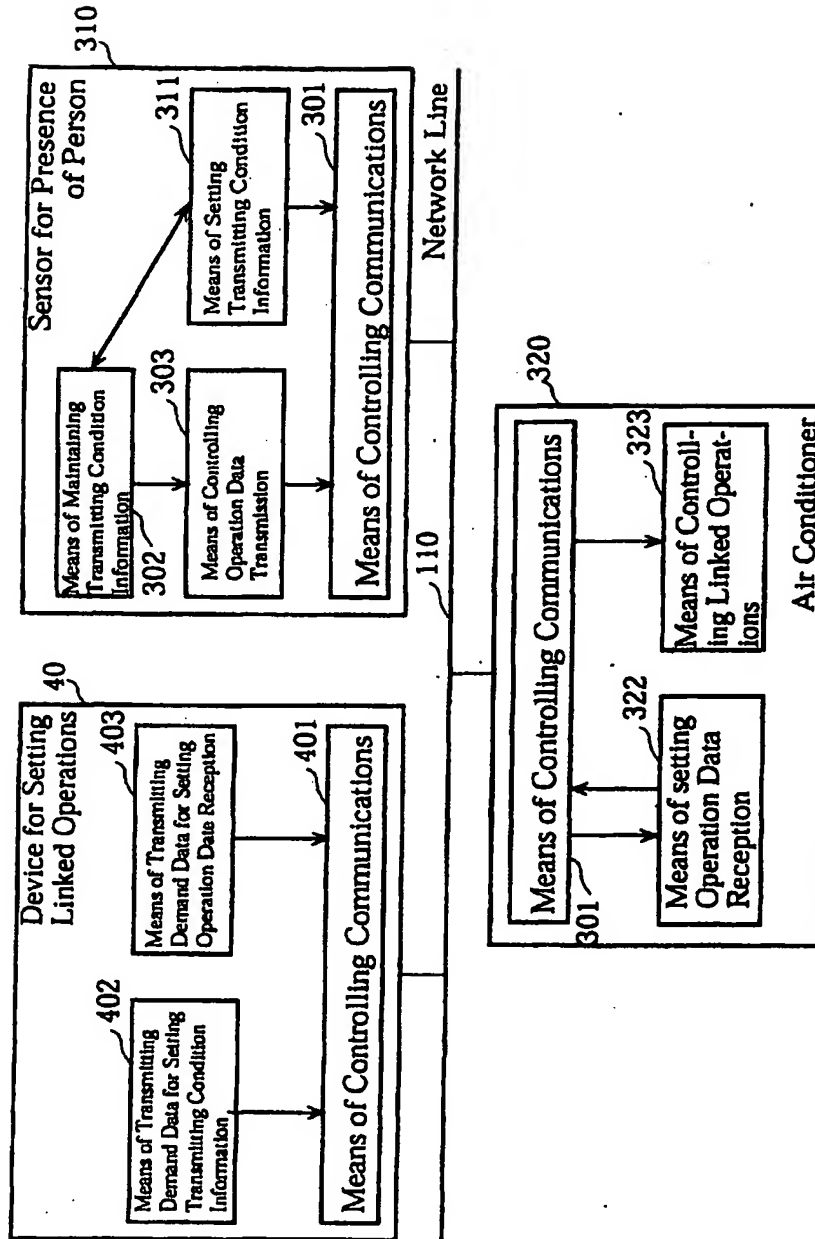 Device for Setting
Linked Operations
40
402
Means of Transmitting
Demand Data for Setting
Transmitting Condition
Information
403
Means of Transmitting
Demand Data for Setting
Operation Date Reception
401
Means of Controlling Communications
Sensor for Presence
of Person
310
Means of Maintaining
Transmitting Condition
Information
302
303
Means of Controlling
Operation Data
Transmission
311
Means of Setting
Transmitting Condition
Information
301
Means of Controlling Communications
110
Network Line
320
Means of Controlling Communications
301
322
Means of setting
Operation Data
Reception
323
Means of Controll-
ing Linked Operat-
ions
Air Conditioner